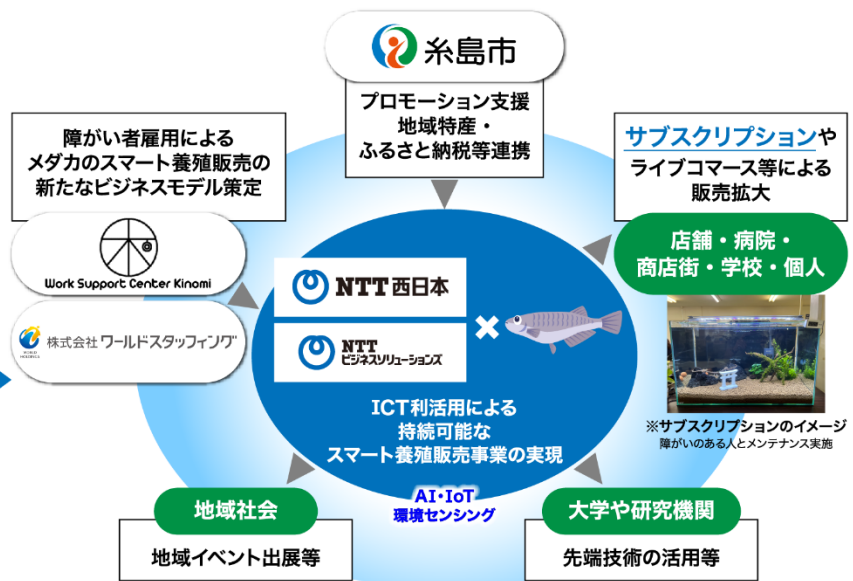 糸島市
プロモーション支援
地域特産・
ふるさと納税等連携
障がい者雇用による
メダカのスマート養殖販売の
新たなビジネスモデル策定
Work Support Center Kinomi
WORLD
HOLDINGS
株式会社 ワールドスタッフィング
サブスクリプションや
ライブコマース等による
販売拡大
店舗・病院・
商店街・学校・個人
※サブスクリプションのイメージ
障がいのある人とメンテナンス実施
NTT西日本
NTT
ビジネスソリューションズ
×
ICT利活用による
持続可能な
スマート養殖販売事業の実現
AI・IoT
環境センシング
地域社会
地域イベント出展等
大学や研究機関
先端技術の活用等